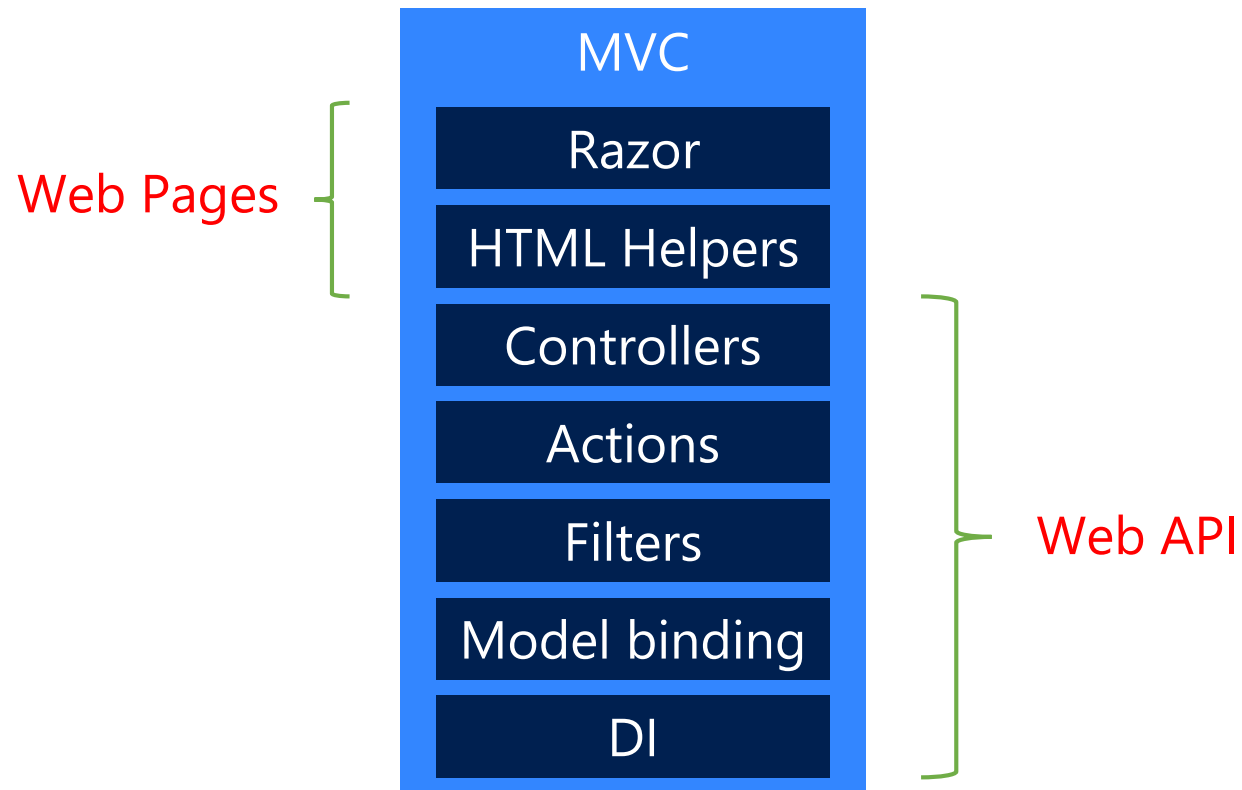 MVC
Razor
Web Pages
HTML Helpers
Controllers
Actions
Filters
Web API
Model binding
DI